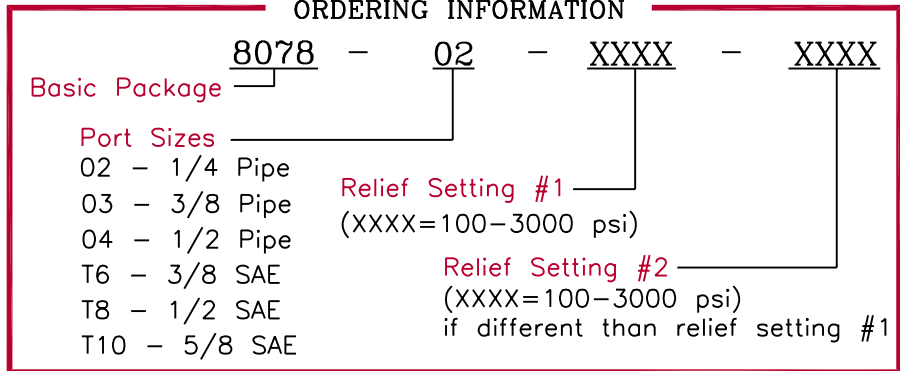 ORDERING INFORMATION
8078 - 02 - XXXX - XXXX
Basic Package
Port Sizes
02 - 1/4 Pipe
03 - 3/8 Pipe
04 - 1/2 Pipe
T6 - 3/8 SAE
T8 - 1/2 SAE
T10 - 5/8 SAE
Relief Setting #1
(XXXX=100-3000 psi)
Relief Setting #2
(XXXX=100-3000 psi)
if different than relief setting #1